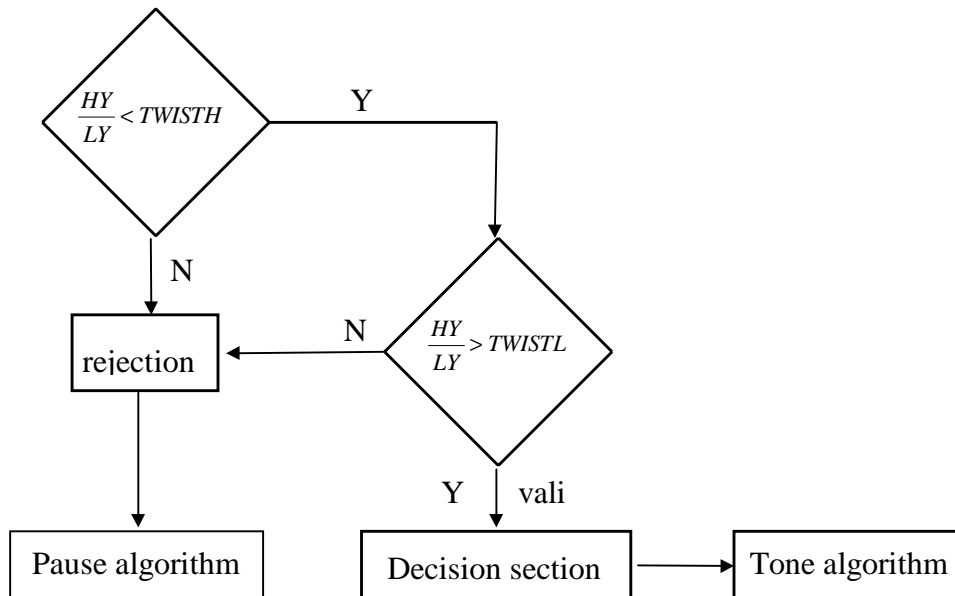 HY/LY < TWISTH
Y
N
rejection
N
HY/LY > TWISTL
Y vali
Pause algorithm
Decision section
Tone algorithm